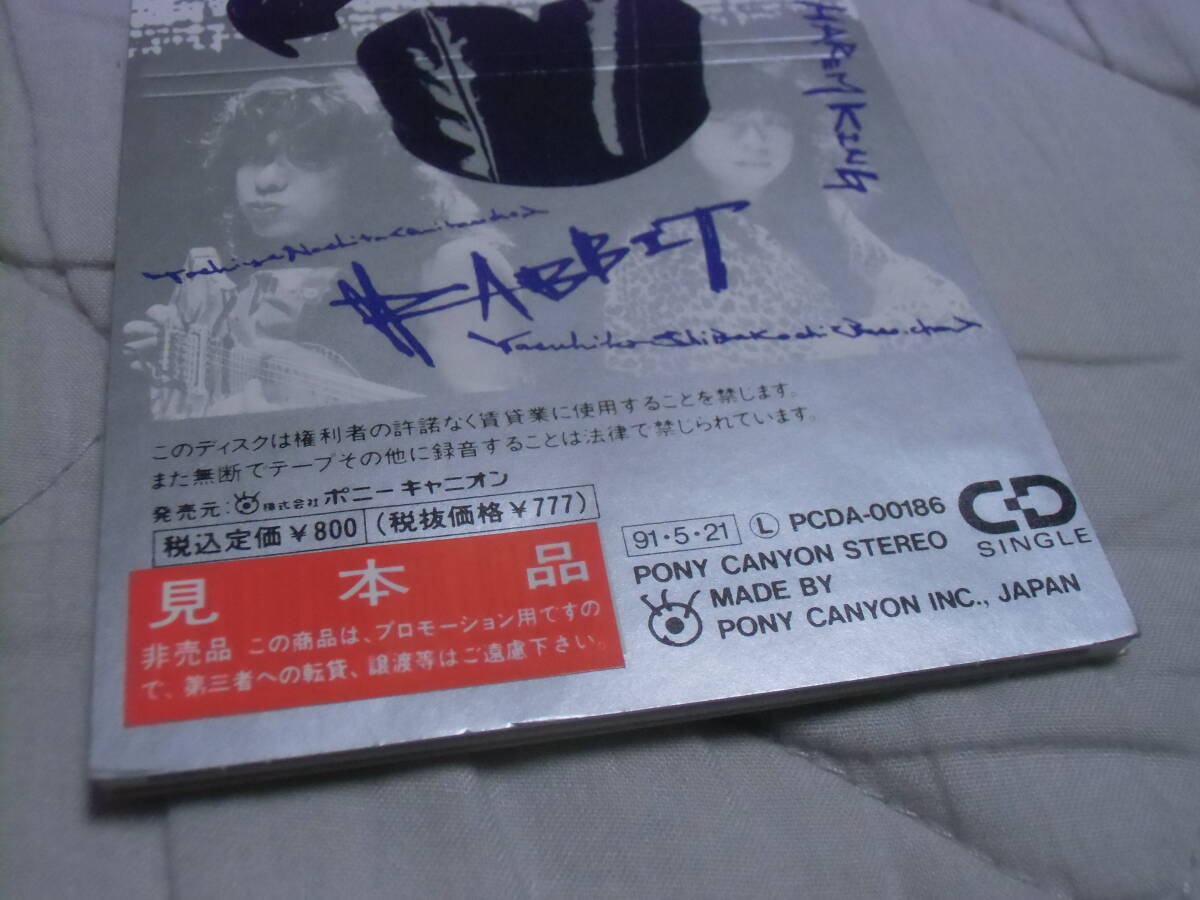 HAREM KING
RABBIT
このディスクは権利者の許諾なく賃貸業に使用することを禁じます。
また無断でテープその他に録音することは法律で禁じられています。
発売元:株式会社ポニーキャニオン
税込定価¥800 (税抜価格¥777)
見本品
非売品 この商品は、プロモーション用ですの
で、第三者への転貸、譲渡等はご遠慮下さい。
91・5・21 Ⓛ PCDA-00186
PONY CANYON STEREO
MADE BY
PONY CANYON INC., JAPAN
CD
SINGLE